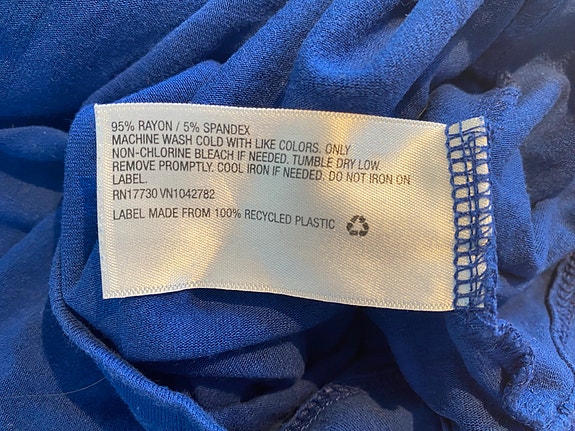 95% RAYON / 5% SPANDEX
MACHINE WASH COLD WITH LIKE COLORS. ONLY
NON-CHLORINE BLEACH IF NEEDED. TUMBLE DRY LOW.
REMOVE PROMPTLY. COOL IRON IF NEEDED. DO NOT IRON ON
LABEL.
RN17730 VN1042782
LABEL MADE FROM 100% RECYCLED PLASTIC